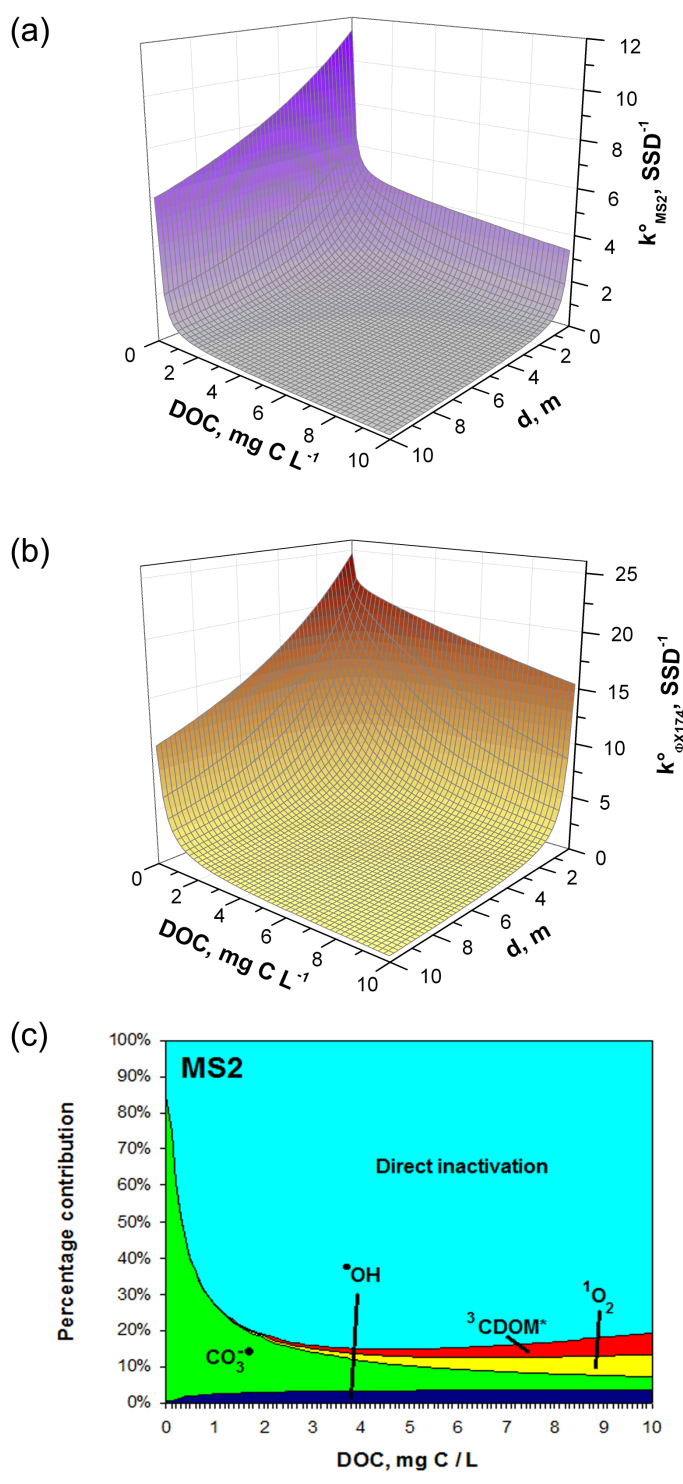 (a)
12
10
8
6
4
2
0
k°MS2, SSD-1
0
2
4
6
8
10
DOC, mg C L-1
0
2
4
6
8
10
d, m
(b)
25
20
15
10
5
0
k°ΦX174, SSD-1
0
2
4
6
8
10
DOC, mg C L-1
0
2
4
6
8
10
d, m
(c)
MS2
100%
90%
80%
70%
60%
50%
40%
30%
20%
10%
0%
Percentage contribution
Direct inactivation
•OH
1O2
3CDOM*
CO3-•
0 1 2 3 4 5 6 7 8 9 10
DOC, mg C / L